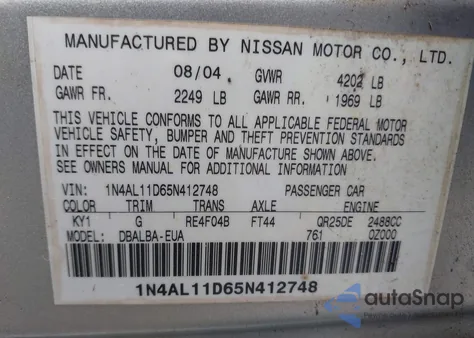 MANUFACTURED BY NISSAN MOTOR CO., LTD.
DATE 08/04 GVWR 4202 LB
GAWR FR. 2249 LB GAWR RR. 1969 LB
THIS VEHICLE CONFORMS TO ALL APPLICABLE FEDERAL MOTOR
VEHICLE SAFETY, BUMPER AND THEFT PREVENTION STANDARDS
IN EFFECT ON THE DATE OF MANUFACTURE SHOWN ABOVE.
SEE OWNERS MANUAL FOR ADDITIONAL INFORMATION
VIN: 1N4AL11D65N412748 PASSENGER CAR
COLOR TRIM TRANS AXLE ENGINE
KY1 G RE4F04B FT44 QR25DE 2488CC
MODEL: DBALBA-EUA 761 0Z000
1N4AL11D65N412748
autoSnap